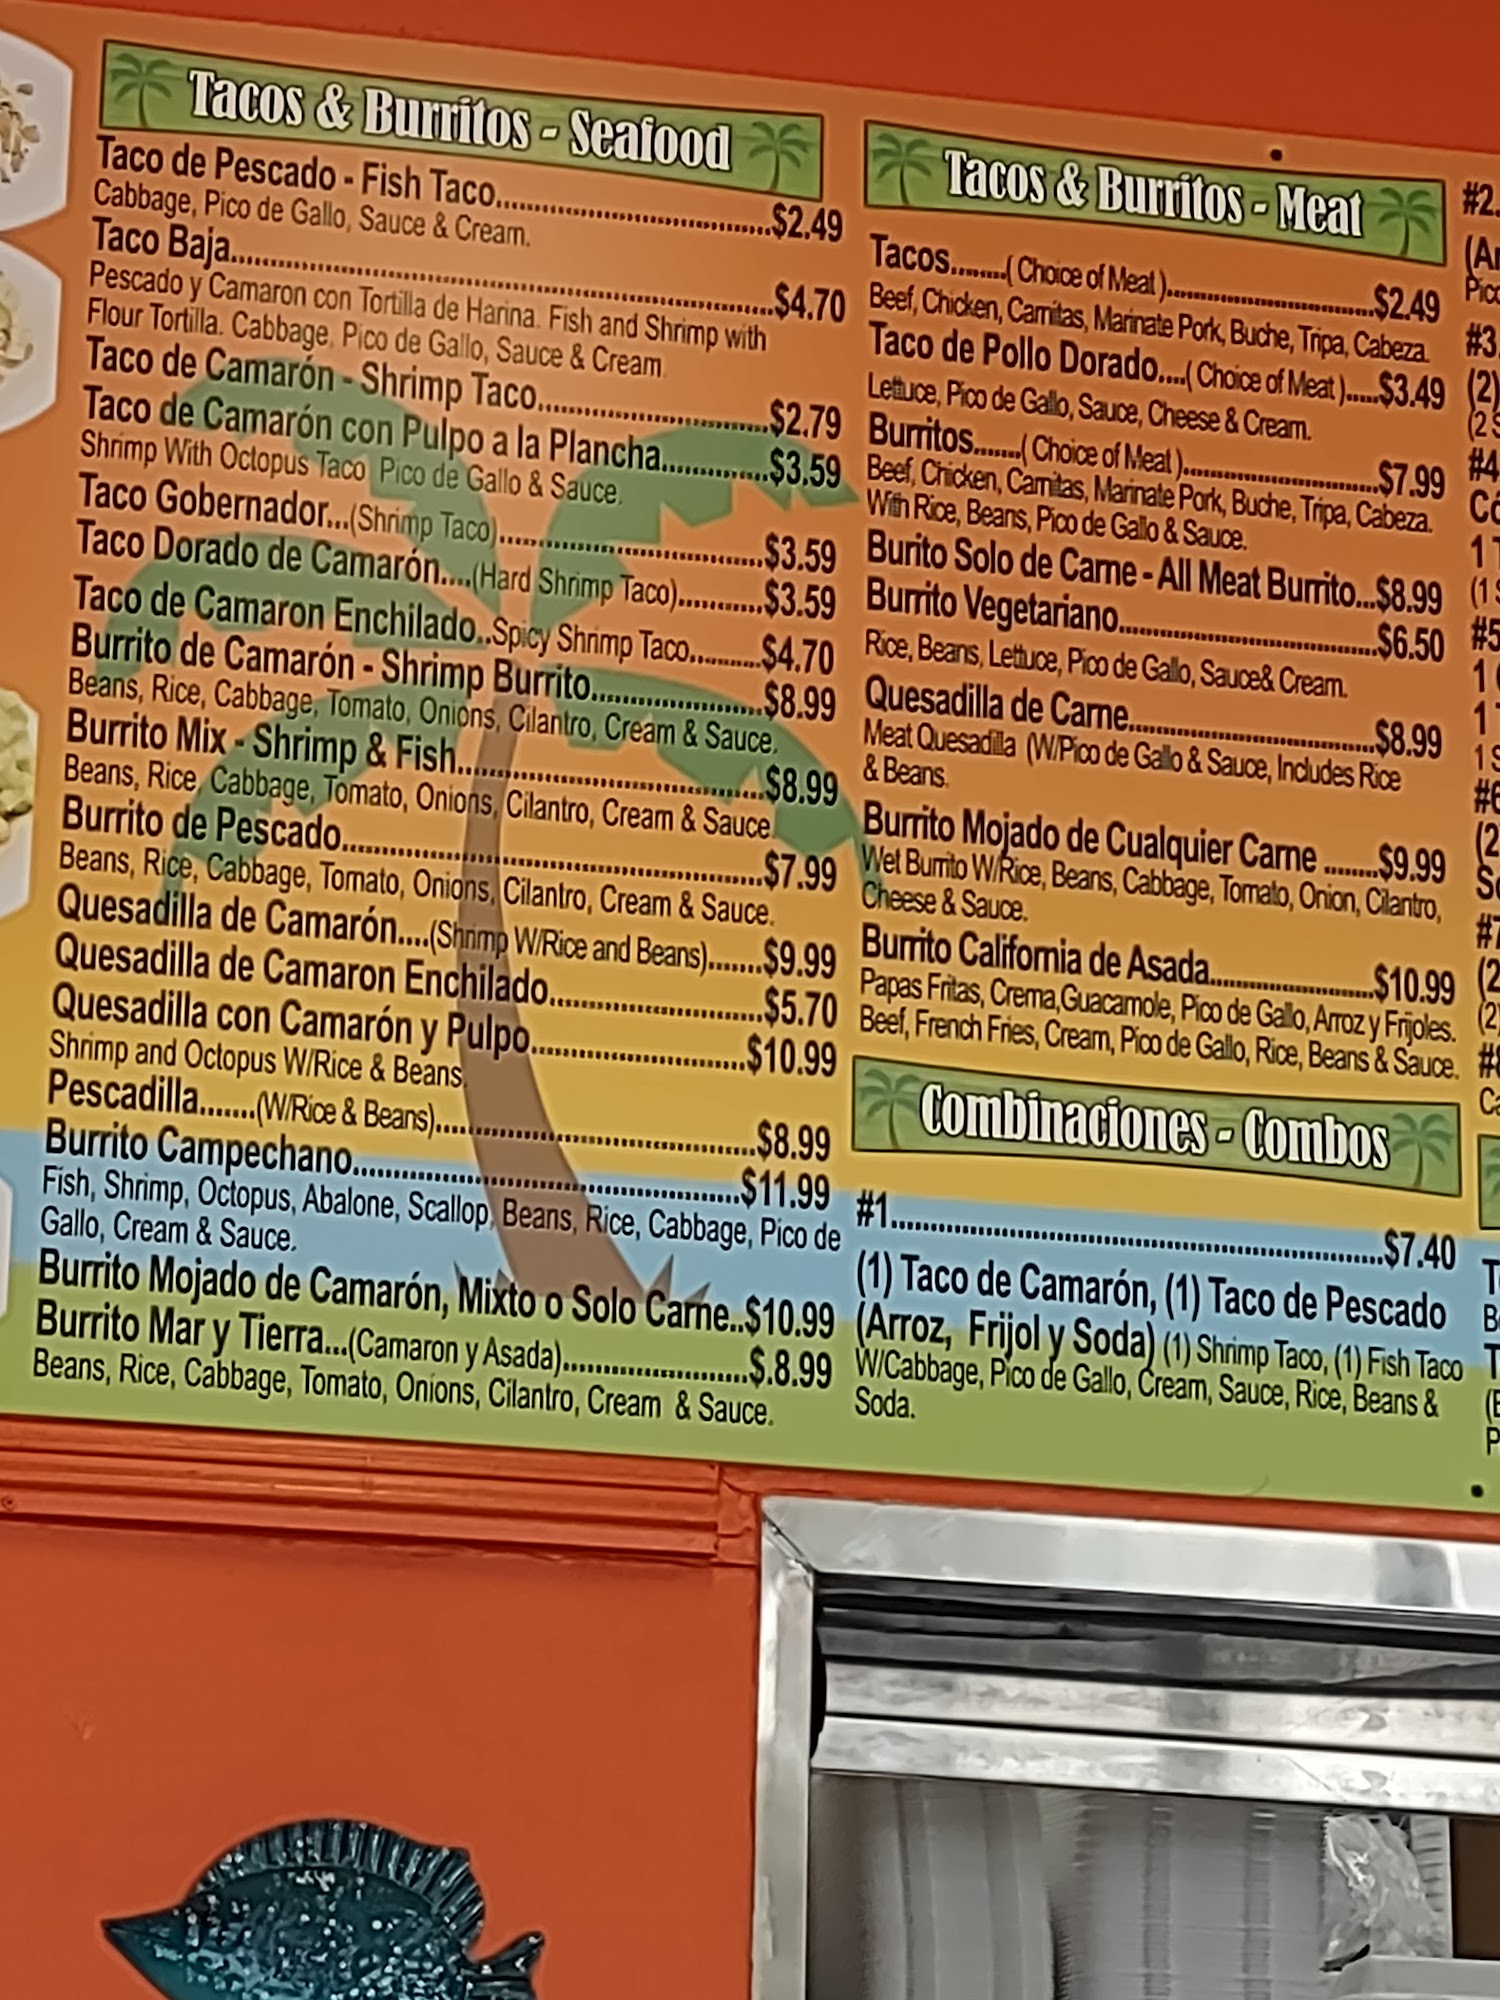 Tacos & Burritos - Seafood
Taco de Pescado - Fish Taco.......$2.49
Cabbage, Pico de Gallo, Sauce & Cream.
Taco Baja.......$4.70
Pescado y Camaron con Tortilla de Harina. Fish and Shrimp with
Flour Tortilla. Cabbage, Pico de Gallo, Sauce & Cream
Taco de Camarón - Shrimp Taco.......$2.79
Taco de Camarón con Pulpo a la Plancha.......$3.59
Shrimp With Octopus Taco Pico de Gallo & Sauce.
Taco Gobernador...(Shrimp Taco).......$3.59
Taco Dorado de Camarón....(Hard Shrimp Taco).......$3.59
Taco de Camaron Enchilado..Spicy Shrimp Taco.......$4.70
Burrito de Camarón - Shrimp Burrito.......$8.99
Beans, Rice, Cabbage, Tomato, Onions, Cilantro, Cream & Sauce.
Burrito Mix - Shrimp & Fish.......$8.99
Beans, Rice, Cabbage, Tomato, Onions, Cilantro, Cream & Sauce.
Burrito de Pescado.......$7.99
Beans, Rice, Cabbage, Tomato, Onions, Cilantro, Cream & Sauce.
Quesadilla de Camarón....(Shrimp W/Rice and Beans).......$9.99
Quesadilla de Camaron Enchilado.......$5.70
Quesadilla con Camarón y Pulpo.......$10.99
Shrimp and Octopus W/Rice & Beans.
Pescadilla.......(W/Rice & Beans).......$8.99
Burrito Campechano.......$11.99
Fish, Shrimp, Octopus, Abalone, Scallop, Beans, Rice, Cabbage, Pico de
Gallo, Cream & Sauce.
Burrito Mojado de Camarón, Mixto o Solo Carne..$10.99
Burrito Mar y Tierra...(Camaron y Asada).......$.8.99
Beans, Rice, Cabbage, Tomato, Onions, Cilantro, Cream & Sauce.
Tacos & Burritos - Meat
Tacos.......( Choice of Meat ).......$2.49
Beef, Chicken, Carnitas, Marinate Pork, Buche, Tripa, Cabeza.
Taco de Pollo Dorado....( Choice of Meat ).....$3.49
Lettuce, Pico de Gallo, Sauce, Cheese & Cream.
Burritos.......( Choice of Meat ).......$7.99
Beef, Chicken, Carnitas, Marinate Pork, Buche, Tripa, Cabeza.
With Rice, Beans, Pico de Gallo & Sauce.
Burito Solo de Carne - All Meat Burrito...$8.99
Burrito Vegetariano.......$6.50
Rice, Beans, Lettuce, Pico de Gallo, Sauce& Cream.
Quesadilla de Carne.......$8.99
Meat Quesadilla (W/Pico de Gallo & Sauce, Includes Rice
& Beans.
Burrito Mojado de Cualquier Carne .......$9.99
Wet Burrito W/Rice, Beans, Cabbage, Tomato, Onion, Cilantro,
Cheese & Sauce.
Burrito California de Asada.......$10.99
Papas Fritas, Crema,Guacamole, Pico de Gallo, Arroz y Frijoles.
Beef, French Fries, Cream, Pico de Gallo, Rice, Beans & Sauce.
Combinaciones - Combos
#1.......$7.40
(1) Taco de Camarón, (1) Taco de Pescado
(Arroz, Frijol y Soda) (1) Shrimp Taco, (1) Fish Taco
W/Cabbage, Pico de Gallo, Cream, Sauce, Rice, Beans &
Soda.
#2.
#3
(2)
#4
1
#5
1
1
(2
(2